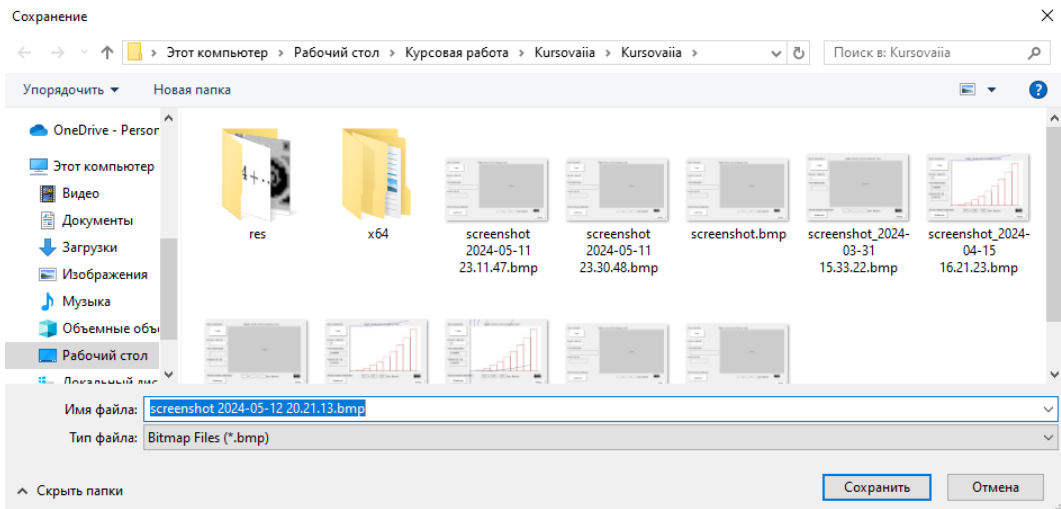 Сохранение
Этот компьютер > Рабочий стол > Курсовая работа > Kursovaiia > Kursovaiia >
Поиск в: Kursovaiia
Упорядочить
Новая папка
OneDrive - Person
Этот компьютер
Видео
Документы
Загрузки
Изображения
Музыка
Объемные объ
Рабочий стол
Локальный дис
res
x64
screenshot
2024-05-11
23.11.47.bmp
screenshot
2024-05-11
23.30.48.bmp
screenshot.bmp
screenshot_2024-
03-31
15.33.22.bmp
screenshot_2024-
04-15
16.21.23.bmp
Имя файла: screenshot 2024-05-12 20.21.13.bmp
Тип файла: Bitmap Files (*.bmp)
Скрыть папки
Сохранить
Отмена